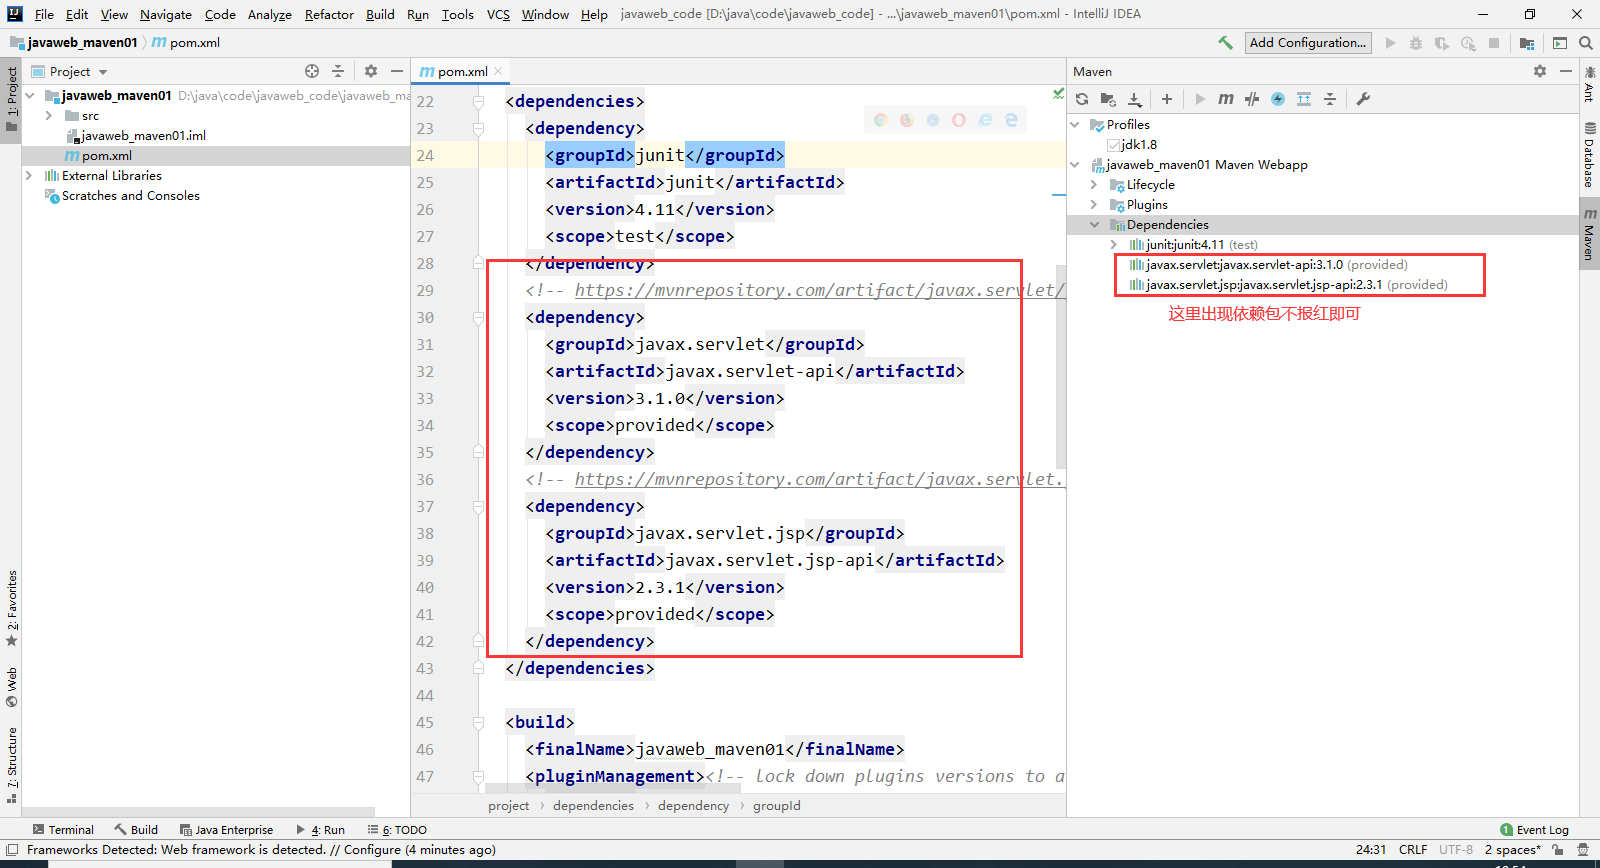 File Edit View Navigate Code Analyze Refactor Build Run Tools VCS Window Help javaweb_code [D:\java\code\javaweb_code] - ...\javaweb_maven01\pom.xml - IntelliJ IDEA
javaweb_maven01 pom.xml Add Configuration...
1: Project
2: Favorites
Web
7: Structure
Project
javaweb_maven01 D:\java\code\javaweb_code\javaweb_ma
src
javaweb_maven01.iml
pom.xml
External Libraries
Scratches and Consoles
pom.xml
22 <dependencies>
23 <dependency>
24 <groupId>junit</groupId>
25 <artifactId>junit</artifactId>
26 <version>4.11</version>
27 <scope>test</scope>
28 </dependency>
29 <!-- https://mvnrepository.com/artifact/javax.servlet/
30 <dependency>
31 <groupId>javax.servlet</groupId>
32 <artifactId>javax.servlet-api</artifactId>
33 <version>3.1.0</version>
34 <scope>provided</scope>
35 </dependency>
36 <!-- https://mvnrepository.com/artifact/javax.servlet.
37 <dependency>
38 <groupId>javax.servlet.jsp</groupId>
39 <artifactId>javax.servlet.jsp-api</artifactId>
40 <version>2.3.1</version>
41 <scope>provided</scope>
42 </dependency>
43 </dependencies>
44
45 <build>
46 <finalName>javaweb_maven01</finalName>
47 <pluginManagement><!-- lock down plugins versions to a
project › dependencies › dependency › groupId
Maven
Profiles
jdk1.8
javaweb_maven01 Maven Webapp
Lifecycle
Plugins
Dependencies
junit:junit:4.11 (test)
javax.servlet:javax.servlet-api:3.1.0 (provided)
javax.servlet.jsp:javax.servlet.jsp-api:2.3.1 (provided)
这里出现依赖包不报红即可
Ant
Database
Maven
Terminal Build Java Enterprise 4: Run 6: TODO 1 Event Log
Frameworks Detected: Web framework is detected. // Configure (4 minutes ago) 24:31 CRLF UTF-8 2 spaces*